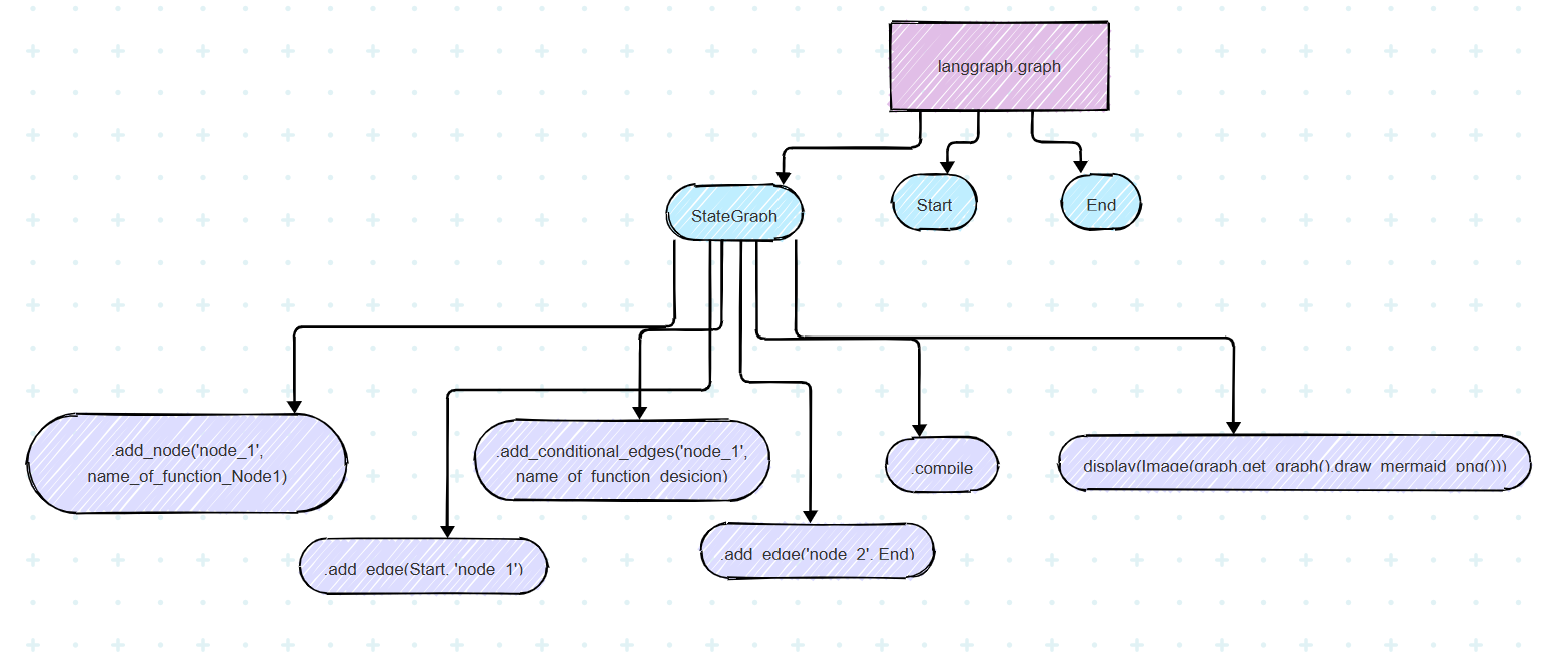 langgraph.graph
StateGraph
Start
End
.add_node('node_1',
name_of_function_Node1)
.add_conditional_edges('node_1',
name_of_function_desicion)
.compile
display(Image(graph.get_graph().draw_mermaid_png()))
.add_edge(Start, 'node_1')
.add_edge('node_2', End)